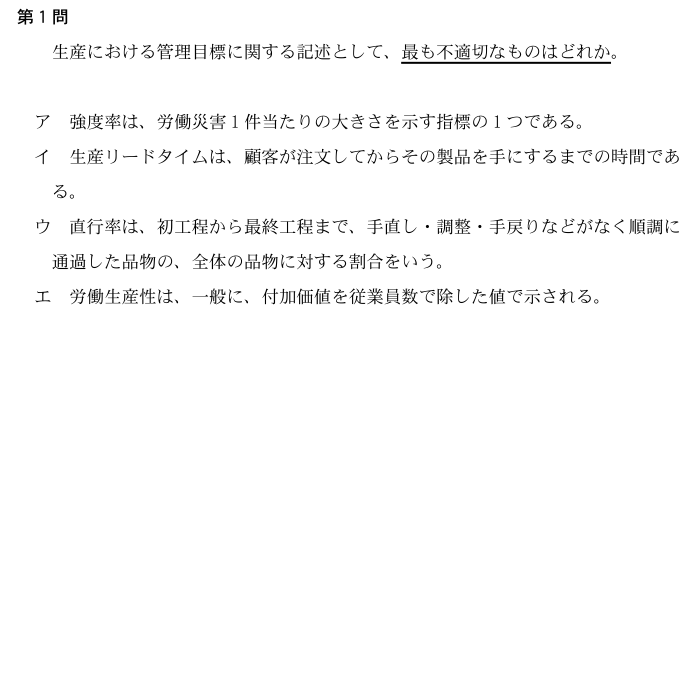 第1問
生産における管理目標に関する記述として、最も不適切なものはどれか。
ア　強度率は、労働災害1件当たりの大きさを示す指標の1つである。
イ　生産リードタイムは、顧客が注文してからその製品を手にするまでの時間であ
る。
ウ　直行率は、初工程から最終工程まで、手直し・調整・手戻りなどがなく順調に
通過した品物の、全体の品物に対する割合をいう。
エ　労働生産性は、一般に、付加価値を従業員数で除した値で示される。